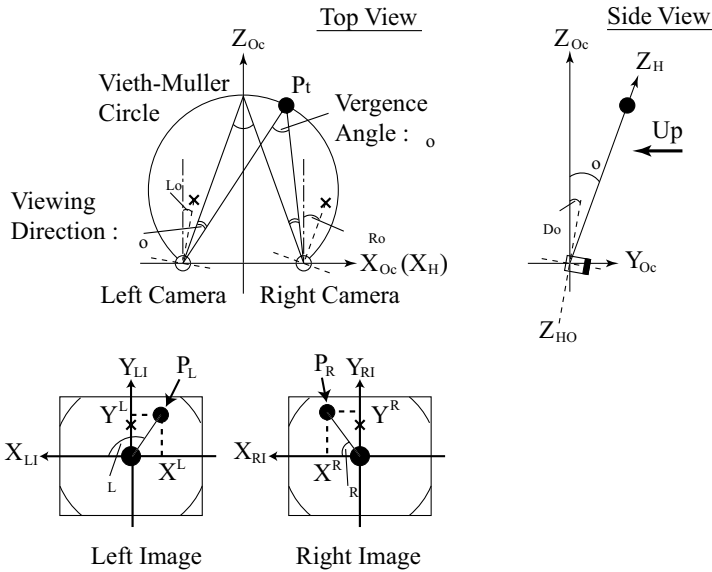 Top View
Side View
Z_Oc
Z_Oc
Z_H
Vieth-Muller
Circle
P_t
Vergence
Angle : o
Up
o
Viewing
Direction :
o
Lo
Ro
Do
X_Oc (X_H)
Y_Oc
Left Camera
Right Camera
Z_HO
Y_LI
P_L
P_R
Y_RI
Y^L
Y^R
X_LI
X^L
L
X_RI
X^R
R
Left Image
Right Image